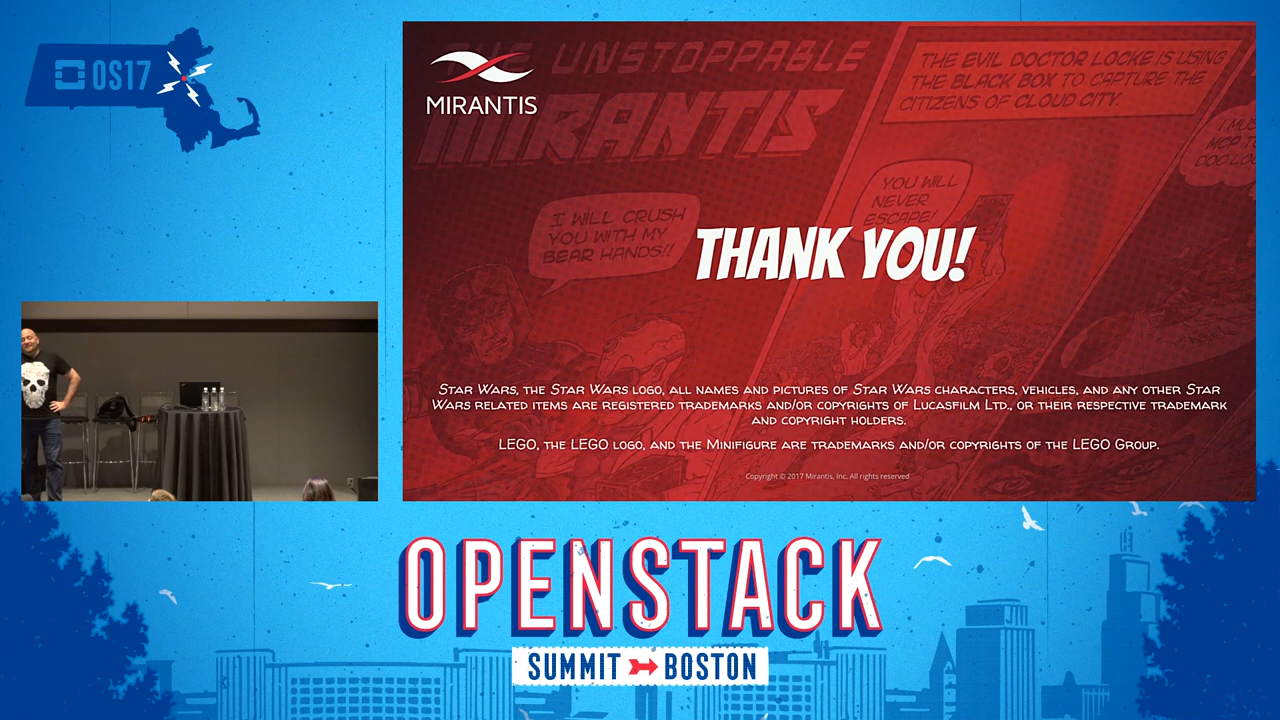 OS17
MIRANTIS
THE UNSTOPPABLE
MIRANTIS
THE EVIL DOCTOR LOCKE IS USING
THE BLACK BOX TO CAPTURE THE
CITIZENS OF CLOUD CITY.
I WILL CRUSH
YOU WITH MY
BEAR HANDS!!
YOU WILL
NEVER
ESCAPE!
THANK YOU!
STAR WARS, THE STAR WARS LOGO, ALL NAMES AND PICTURES OF STAR WARS CHARACTERS, VEHICLES, AND ANY OTHER STAR
WARS RELATED ITEMS ARE REGISTERED TRADEMARKS AND/OR COPYRIGHTS OF LUCASFILM LTD., OR THEIR RESPECTIVE TRADEMARK
AND COPYRIGHT HOLDERS.
LEGO, THE LEGO LOGO, AND THE MINIFIGURE ARE TRADEMARKS AND/OR COPYRIGHTS OF THE LEGO GROUP.
Copyright © 2017 Mirantis, Inc. All rights reserved
OPENSTACK
SUMMIT BOSTON